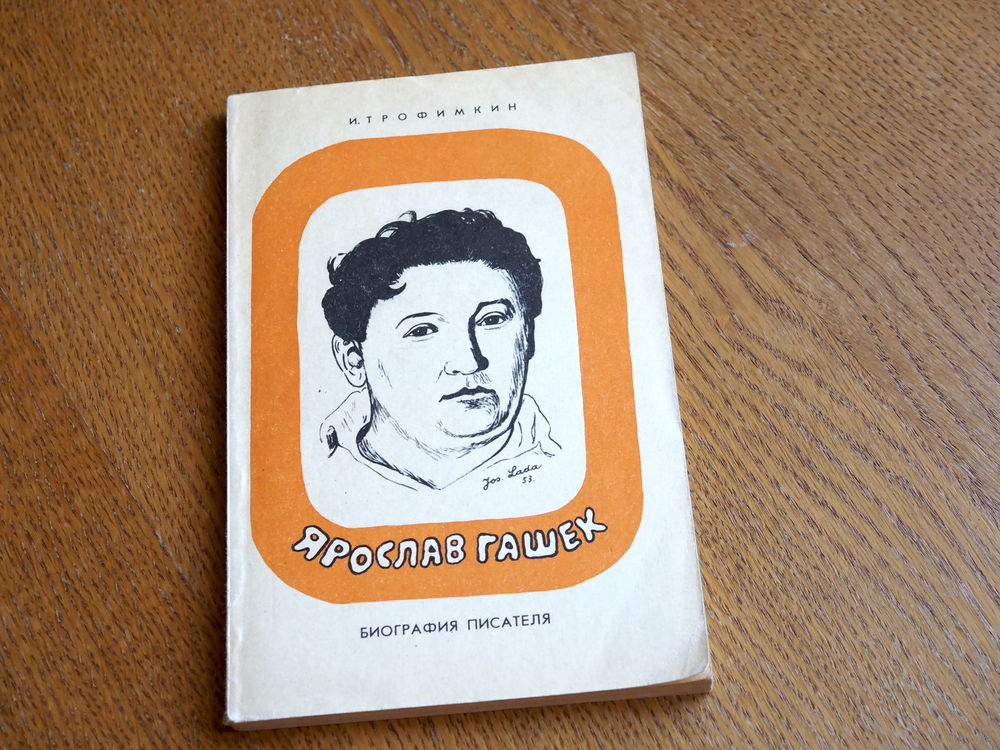 И. ТРОФИМКИН
Jos. Lada
53.
ЯРОСЛАВ ГАШЕК
БИОГРАФИЯ ПИСАТЕЛЯ